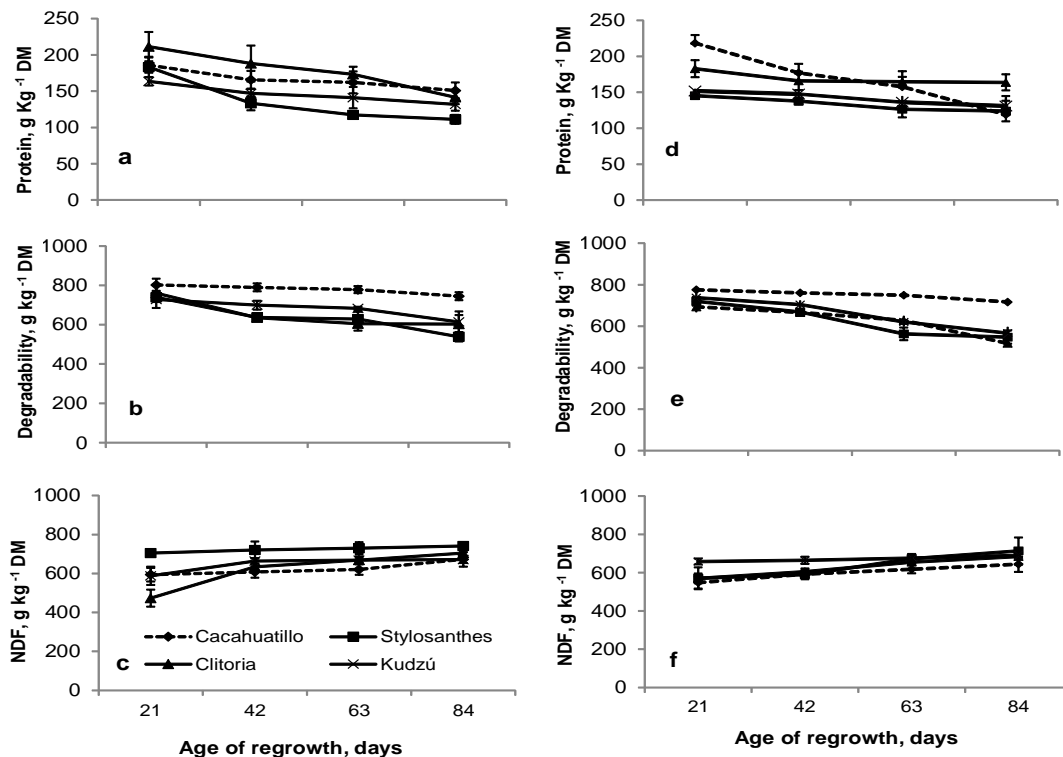 Protein, g Kg -1 DM
250
200
150
100
50
0
a
Protein, g Kg -1 DM
250
200
150
100
50
0
d
Degradability, g kg -1 DM
1000
800
600
400
200
0
b
Degradability, g kg -1 DM
1000
800
600
400
200
0
e
NDF, g kg -1 DM
1000
800
600
400
200
0
Cacahuatillo
Stylosanthes
c
Clitoria
Kudzú
21 42 63 84
Age of regrowth, days
NDF, g kg -1 DM
1000
800
600
400
200
0
f
21 42 63 84
Age of regrowth, days